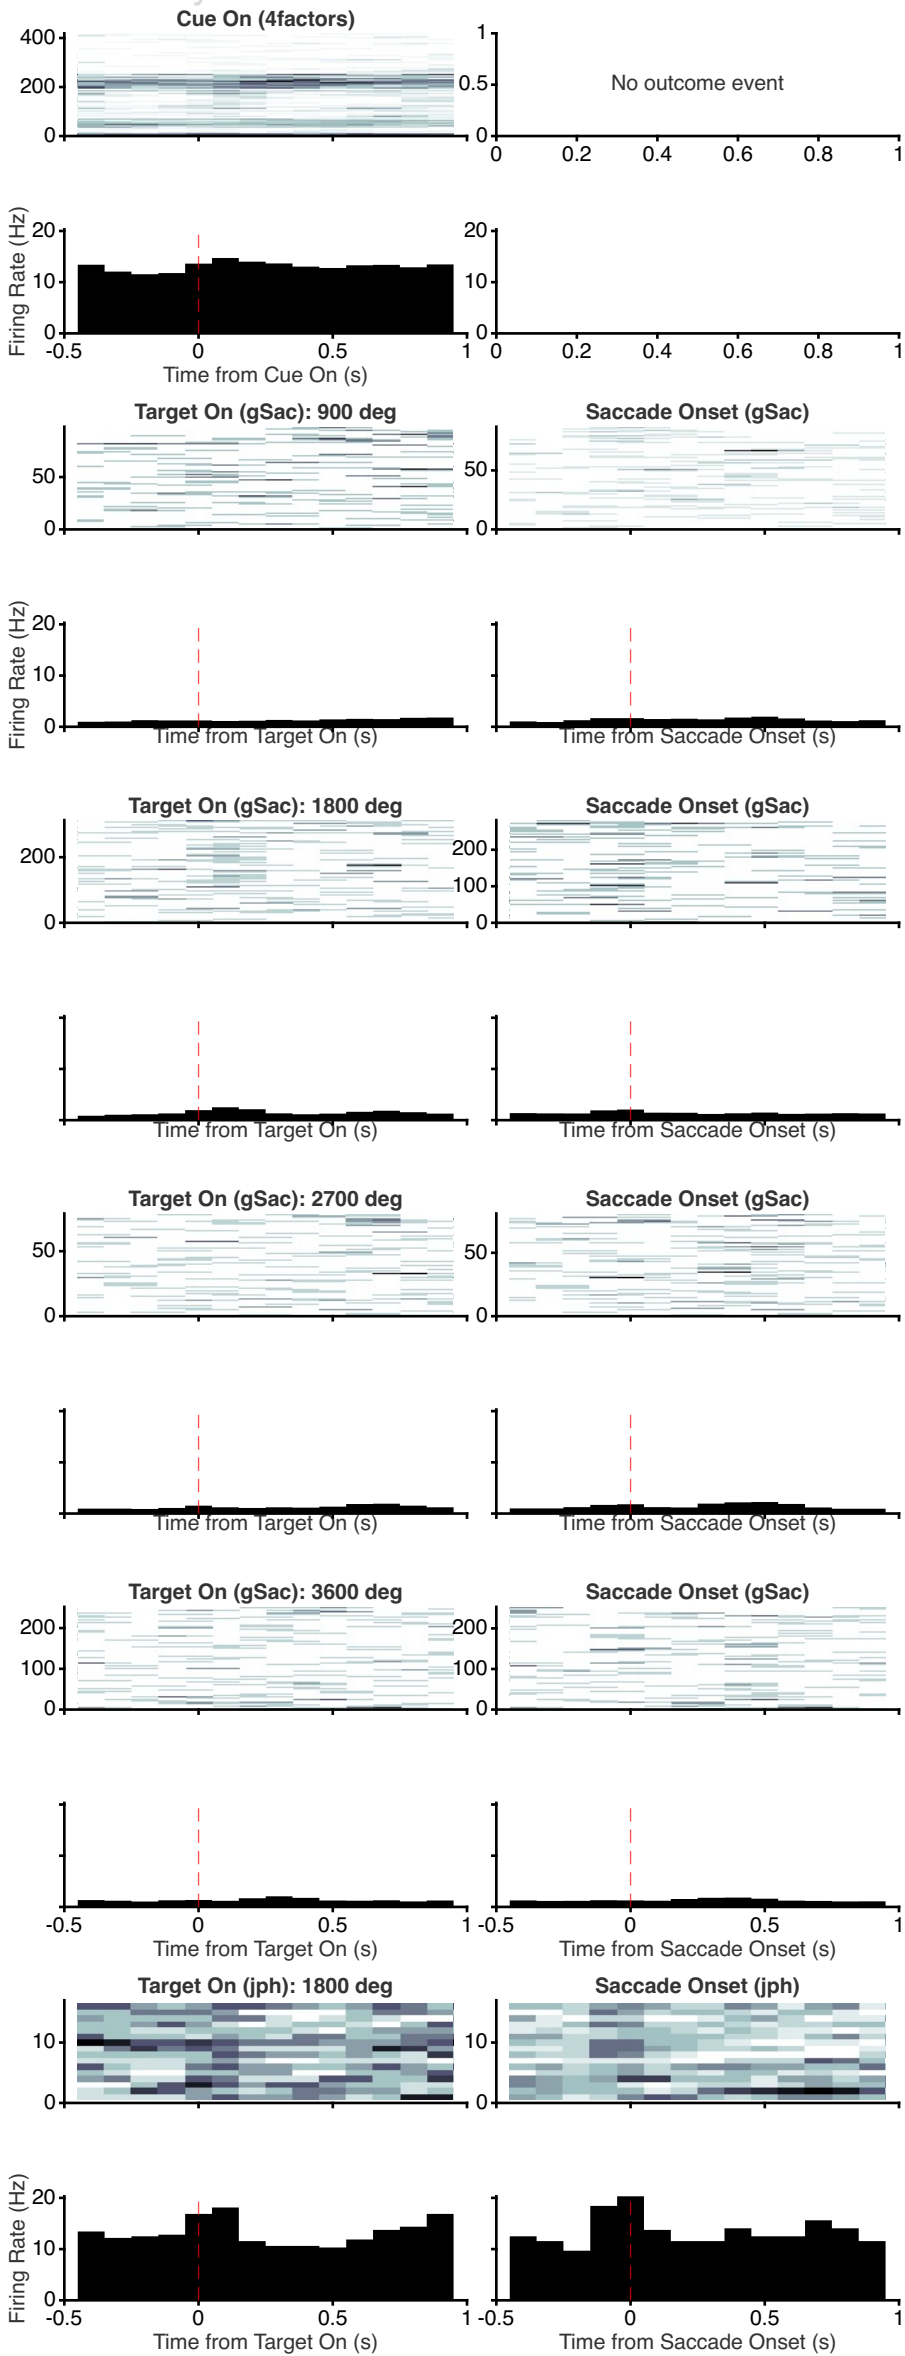 Cue On (4factors)
400
200
0
1
0.5
0
No outcome event
0 0.2 0.4 0.6 0.8 1
Firing Rate (Hz)
20
10
0
-0.5 0 0.5 1
Time from Cue On (s)
20
10
0
0 0.2 0.4 0.6 0.8 1
Target On (gSac): 900 deg
50
0
Saccade Onset (gSac)
50
0
Firing Rate (Hz)
20
10
0
Time from Target On (s)
Time from Saccade Onset (s)
Target On (gSac): 1800 deg
200
0
Saccade Onset (gSac)
200
100
0
Time from Target On (s)
Time from Saccade Onset (s)
Target On (gSac): 2700 deg
50
0
Saccade Onset (gSac)
50
0
Time from Target On (s)
Time from Saccade Onset (s)
Target On (gSac): 3600 deg
200
100
0
Saccade Onset (gSac)
200
100
0
-0.5 0 0.5 1
Time from Target On (s)
-0.5 0 0.5 1
Time from Saccade Onset (s)
Target On (jph): 1800 deg
10
0
Saccade Onset (jph)
10
0
Firing Rate (Hz)
20
10
0
-0.5 0 0.5 1
Time from Target On (s)
-0.5 0 0.5 1
Time from Saccade Onset (s)